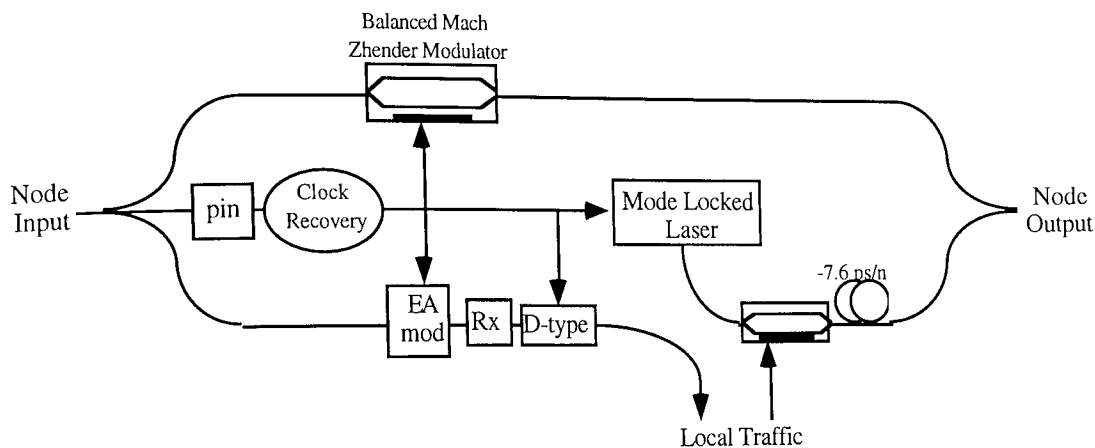 Balanced Mach
Zhender Modulator
Node
Input
pin
Clock
Recovery
Mode Locked
Laser
Node
Output
-7.6 ps/n
EA
mod
Rx
D-type
Local Traffic